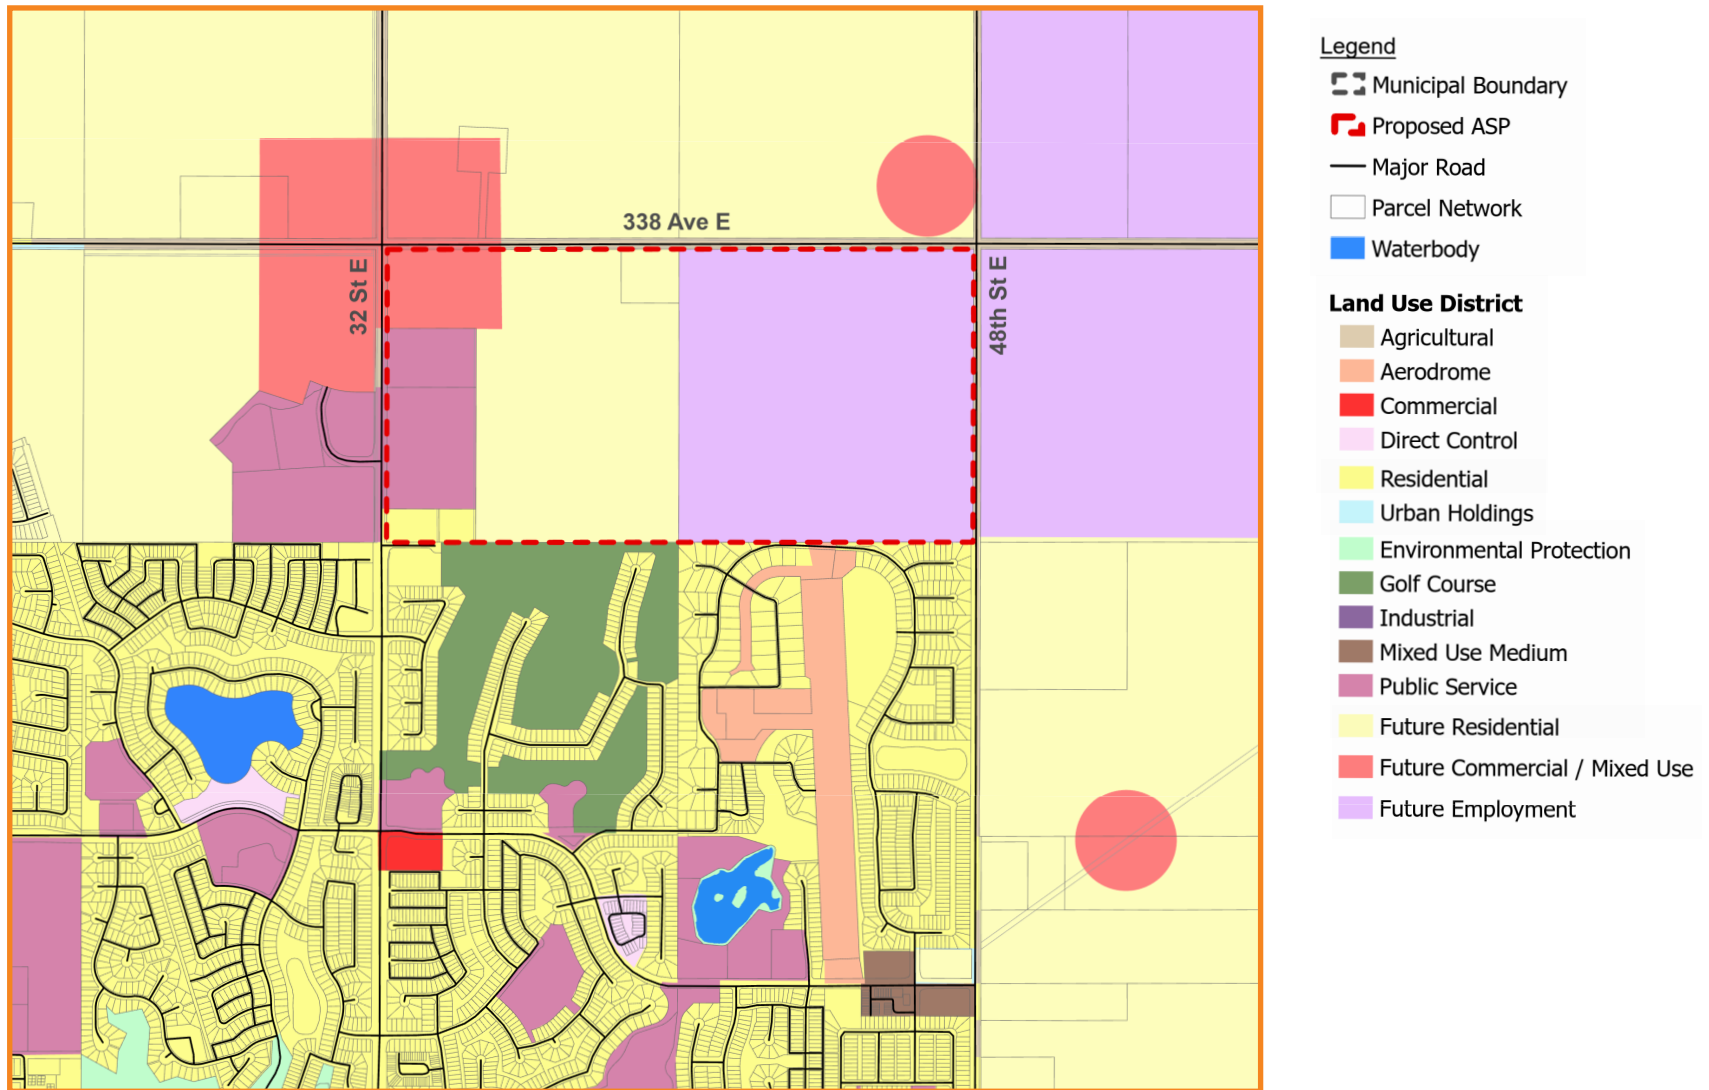 338 Ave E
32 St E
48th St E
Legend
Municipal Boundary
Proposed ASP
Major Road
Parcel Network
Waterbody
Land Use District
Agricultural
Aerodrome
Commercial
Direct Control
Residential
Urban Holdings
Environmental Protection
Golf Course
Industrial
Mixed Use Medium
Public Service
Future Residential
Future Commercial / Mixed Use
Future Employment